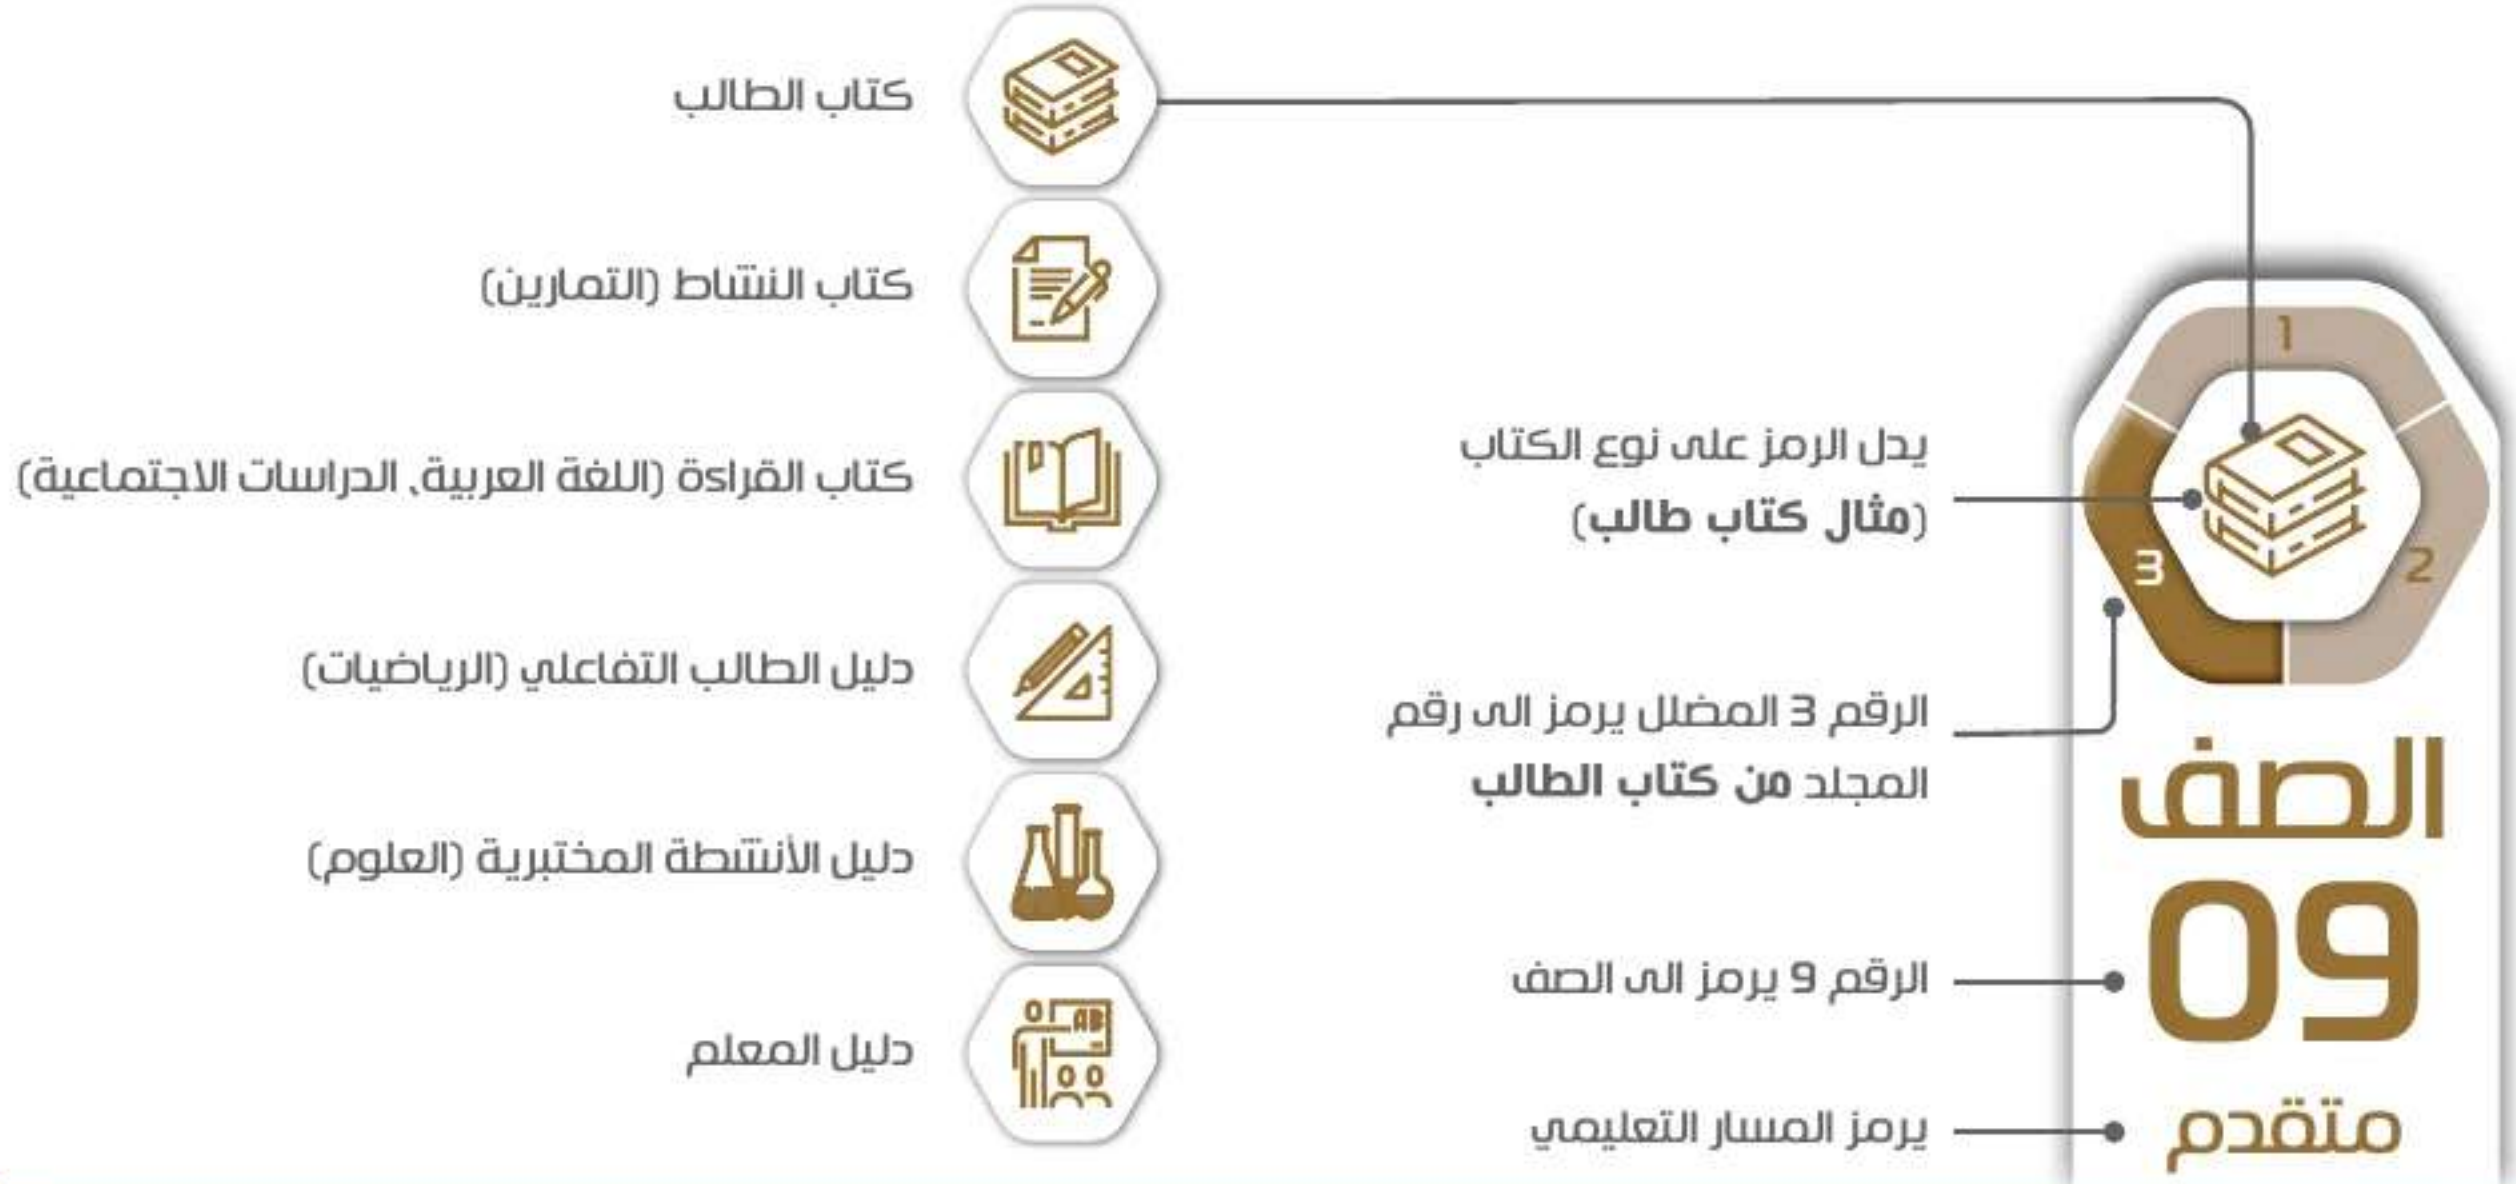 1
2
3
الصف
09
متقدم
يدل الرمز على نوع الكتاب
(مثال كتاب طالب)
الرقم 3 المضلل يرمز الى رقم
المجلد من كتاب الطالب
الرقم 9 يرمز الى الصف
يرمز المسار التعليمي
كتاب الطالب
كتاب النشاط (التمارين)
كتاب القراءة (اللغة العربية، الدراسات الاجتماعية)
دليل الطالب التفاعلي (الرياضيات)
دليل الأنشطة المختبرية (العلوم)
AB
دليل المعلم